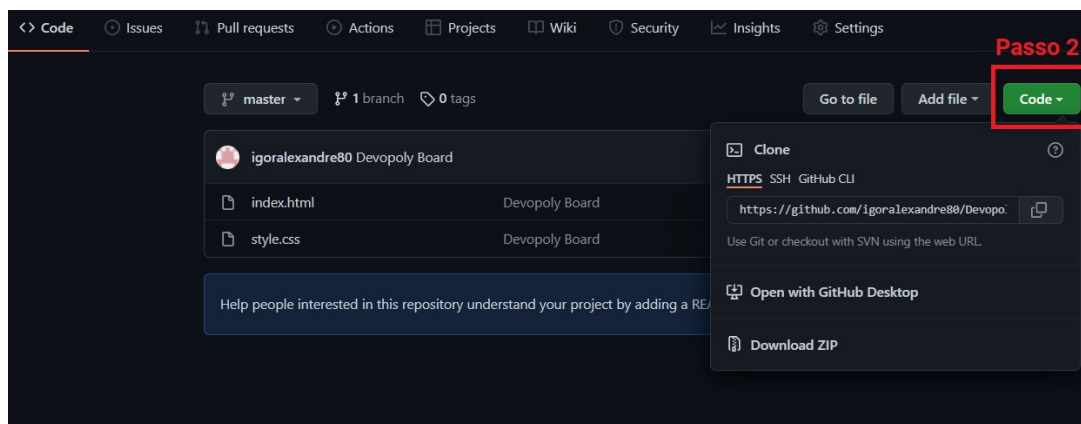 <> Code Issues Pull requests Actions Projects Wiki Security Insights Settings
Passo 2
master 1 branch 0 tags Go to file Add file Code
igoralexandre80 Devopoly Board
index.html Devopoly Board
style.css Devopoly Board
Help people interested in this repository understand your project by adding a
Clone
HTTPS SSH GitHub CLI
https://github.com/igoralexandre80/Devopo
Use Git or checkout with SVN using the web URL.
Open with GitHub Desktop
Download ZIP